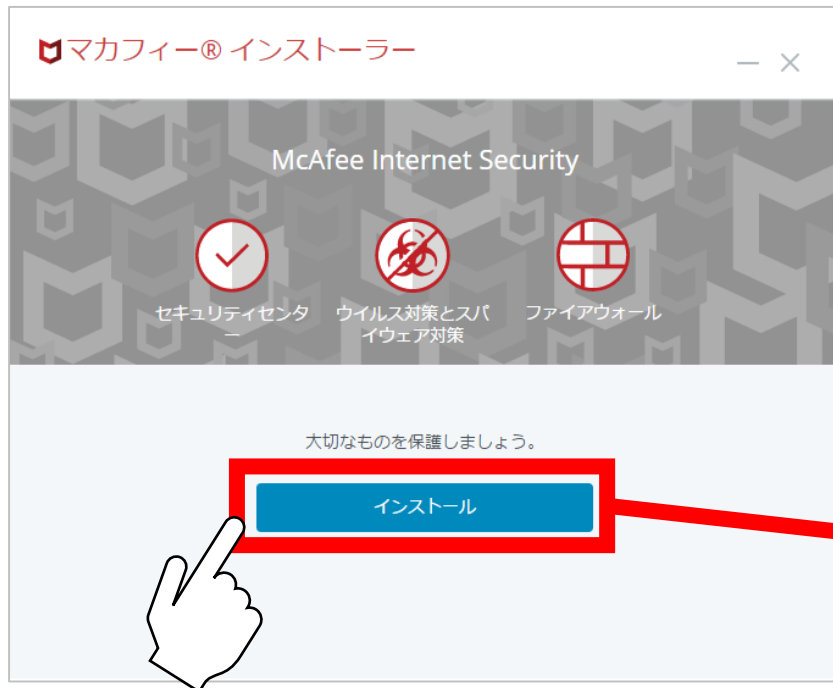 マカフィー® インストーラー
McAfee Internet Security
セキュリティセンタ
ー
ウイルス対策とスパ
イウェア対策
ファイアウォール
大切なものを保護しましょう。
インストール